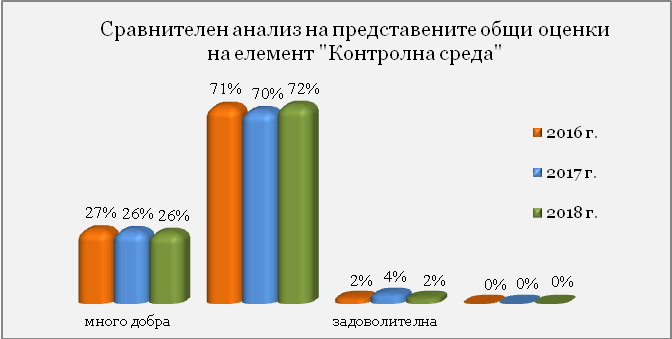 Сравнителен анализ на представените общи оценки
на елемент "Контролна среда"
71% 70% 72%
27% 26% 26%
2% 4% 2%
0% 0% 0%
2016 г.
2017 г.
2018 г.
много добра
задоволителна